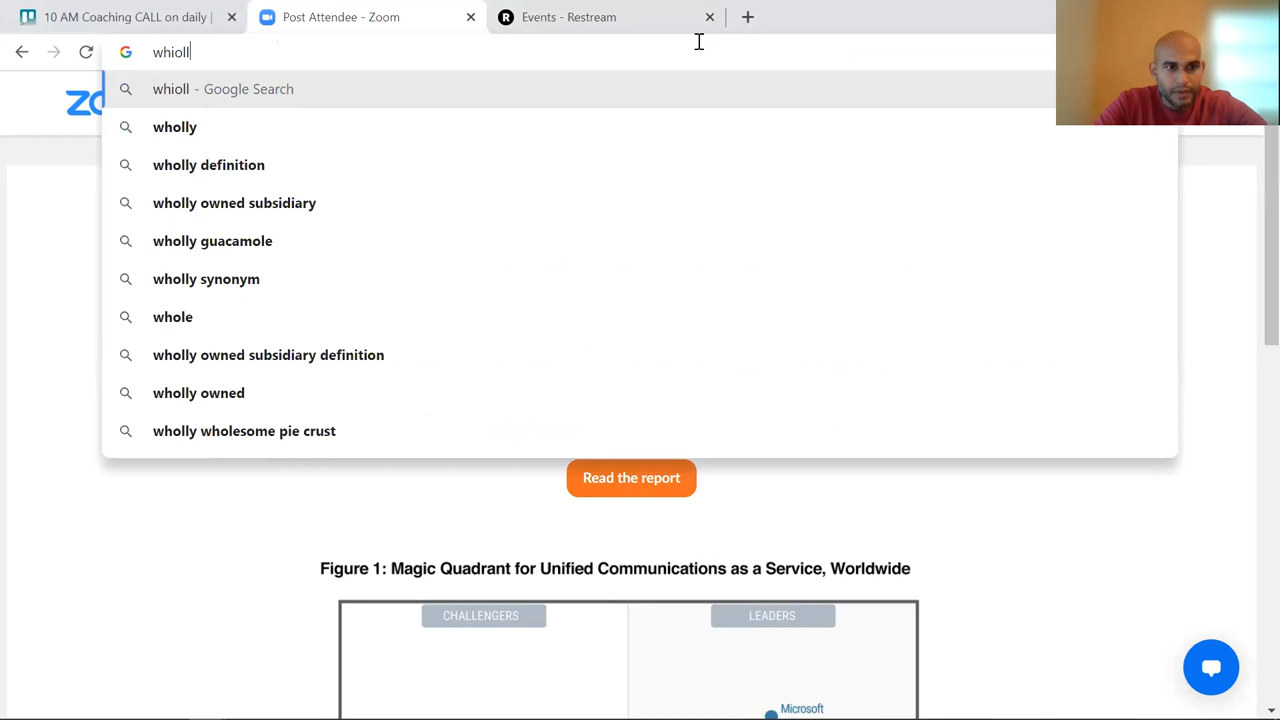 10 AM Coaching CALL on daily |
Post Attendee - Zoom
Events - Restream
whioll
whioll - Google Search
wholly
wholly definition
wholly owned subsidiary
wholly guacamole
wholly synonym
whole
wholly owned subsidiary definition
wholly owned
wholly wholesome pie crust
Read the report
Figure 1: Magic Quadrant for Unified Communications as a Service, Worldwide
CHALLENGERS
LEADERS
Microsoft